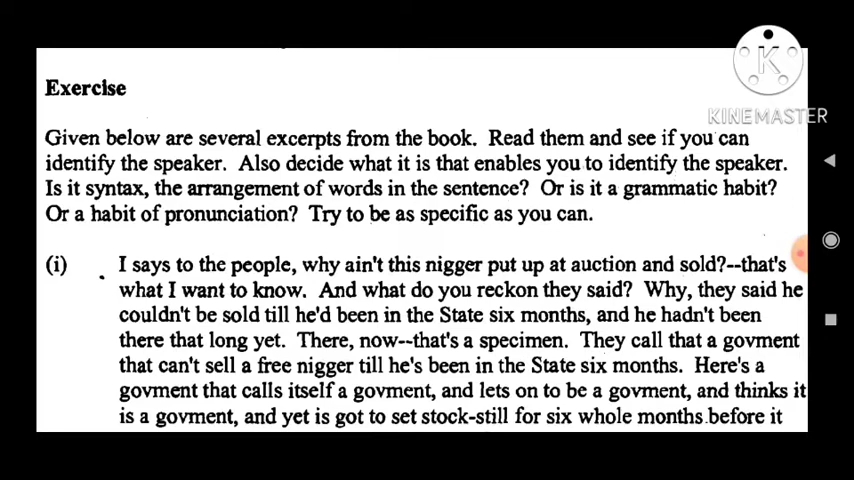 KINEMASTER
Exercise
Given below are several excerpts from the book. Read them and see if you can
identify the speaker. Also decide what it is that enables you to identify the speaker.
Is it syntax, the arrangement of words in the sentence? Or is it a grammatic habit?
Or a habit of pronunciation? Try to be as specific as you can.
(i) I says to the people, why ain't this nigger put up at auction and sold?--that's
what I want to know. And what do you reckon they said? Why, they said he
couldn't be sold till he'd been in the State six months, and he hadn't been
there that long yet. There, now--that's a specimen. They call that a govment
that can't sell a free nigger till he's been in the State six months. Here's a
govment that calls itself a govment, and lets on to be a govment, and thinks it
is a govment, and yet is got to set stock-still for six whole months before it